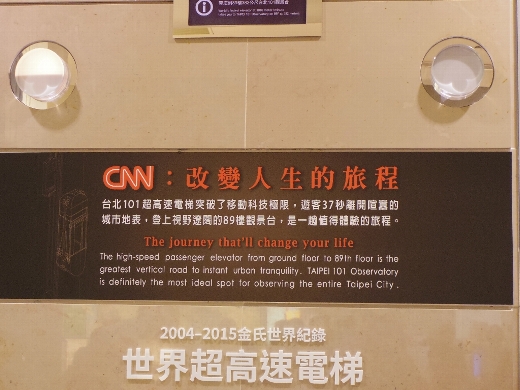 CNN：改變人生的旅程
台北101超高速電梯突破了移動科技極限，遊客37秒離開喧囂的
城市地表，登上視野遼闊的89樓觀景台，是一趟值得體驗的旅程。
The journey that'll change your life
The high-speed passenger elevator from ground floor to 89th floor is the
greatest vertical road to instant urban tranquility. TAIPEI 101 Observatory
is definitely the most ideal spot for observing the entire Taipei City.
2004-2015金氏世界紀錄
世界超高速電梯